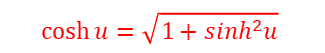 cosh u = √1 + sinh²u